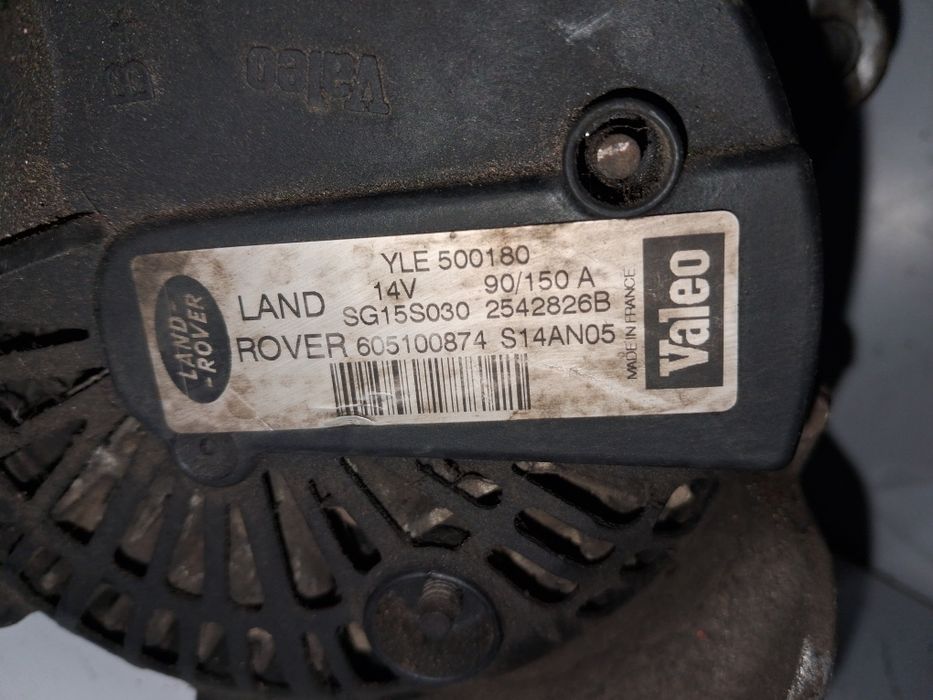 Valeo
B
LAND
-ROVER
LAND
ROVER
YLE 500180
14V 90/150 A
SG15S030 2542826B
605100874 S14AN05
MADE IN FRANCE
Valeo